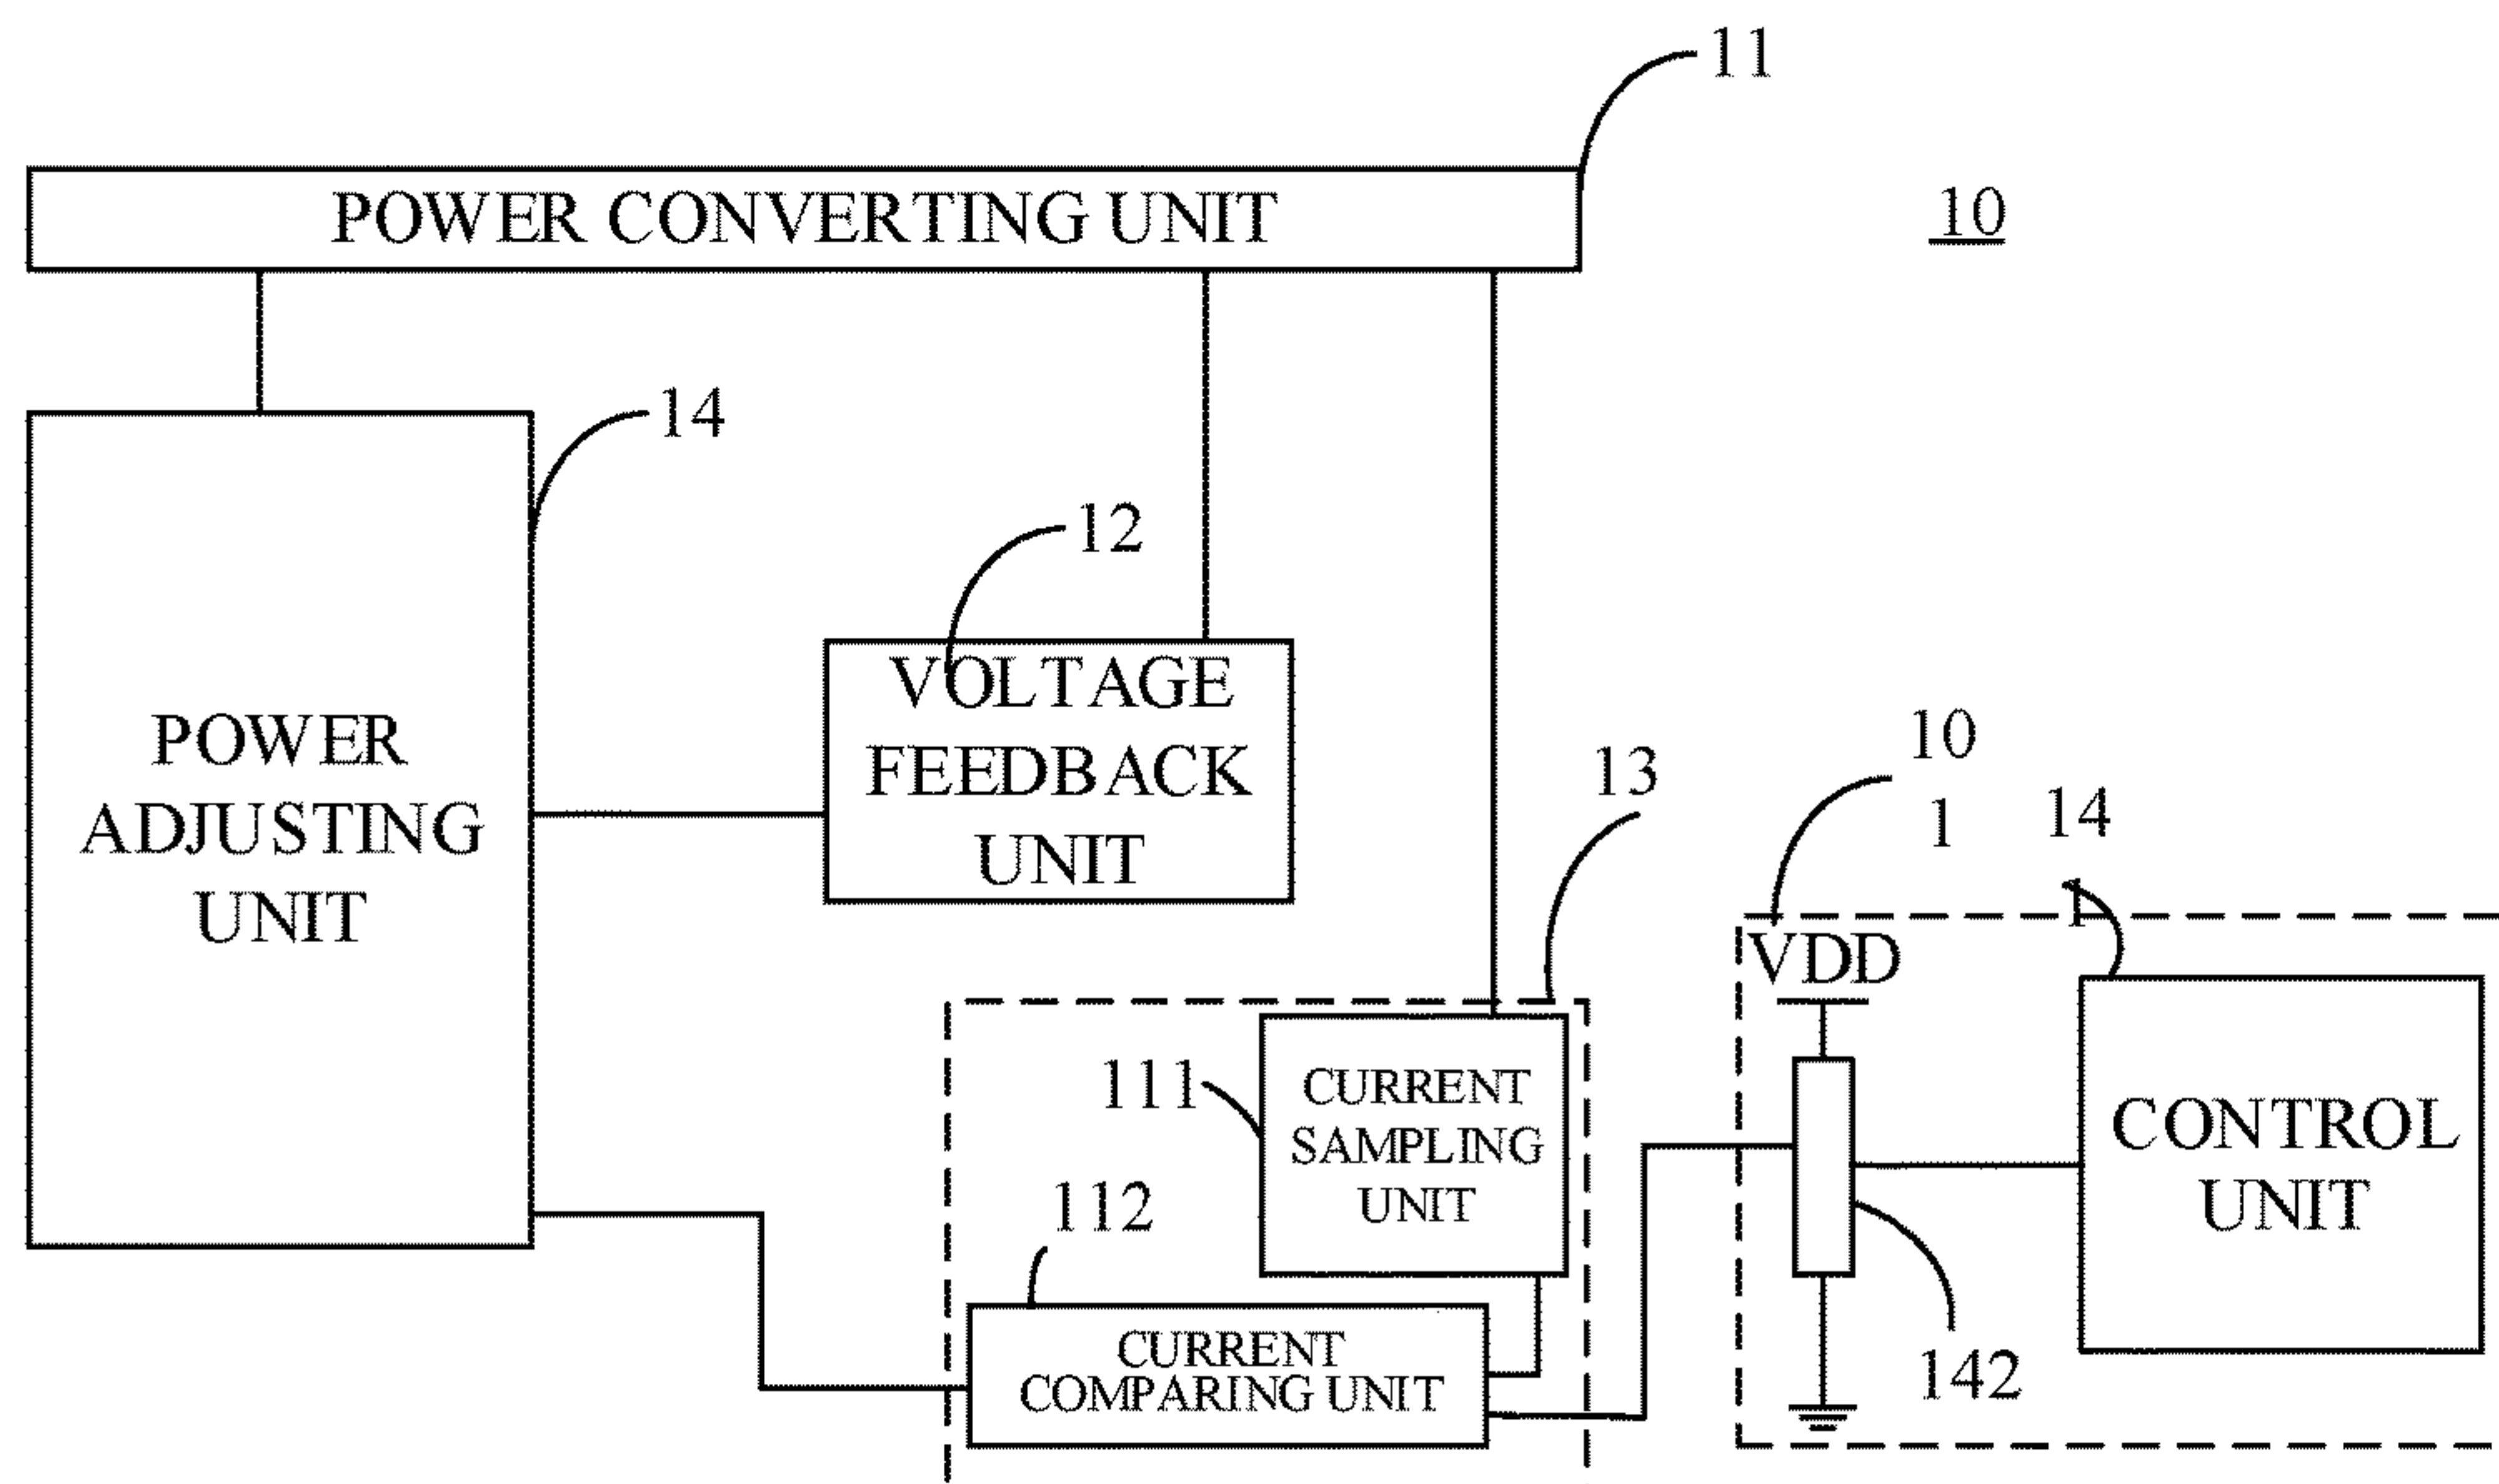 11
POWER CONVERTING UNIT
10
14
12
VOLTAGE
FEEDBACK
UNIT
POWER
ADJUSTING
UNIT
13
10
1
14
1
VDD
111
CURRENT
SAMPLING
UNIT
CONTROL
UNIT
112
CURRENT
COMPARING UNIT
142